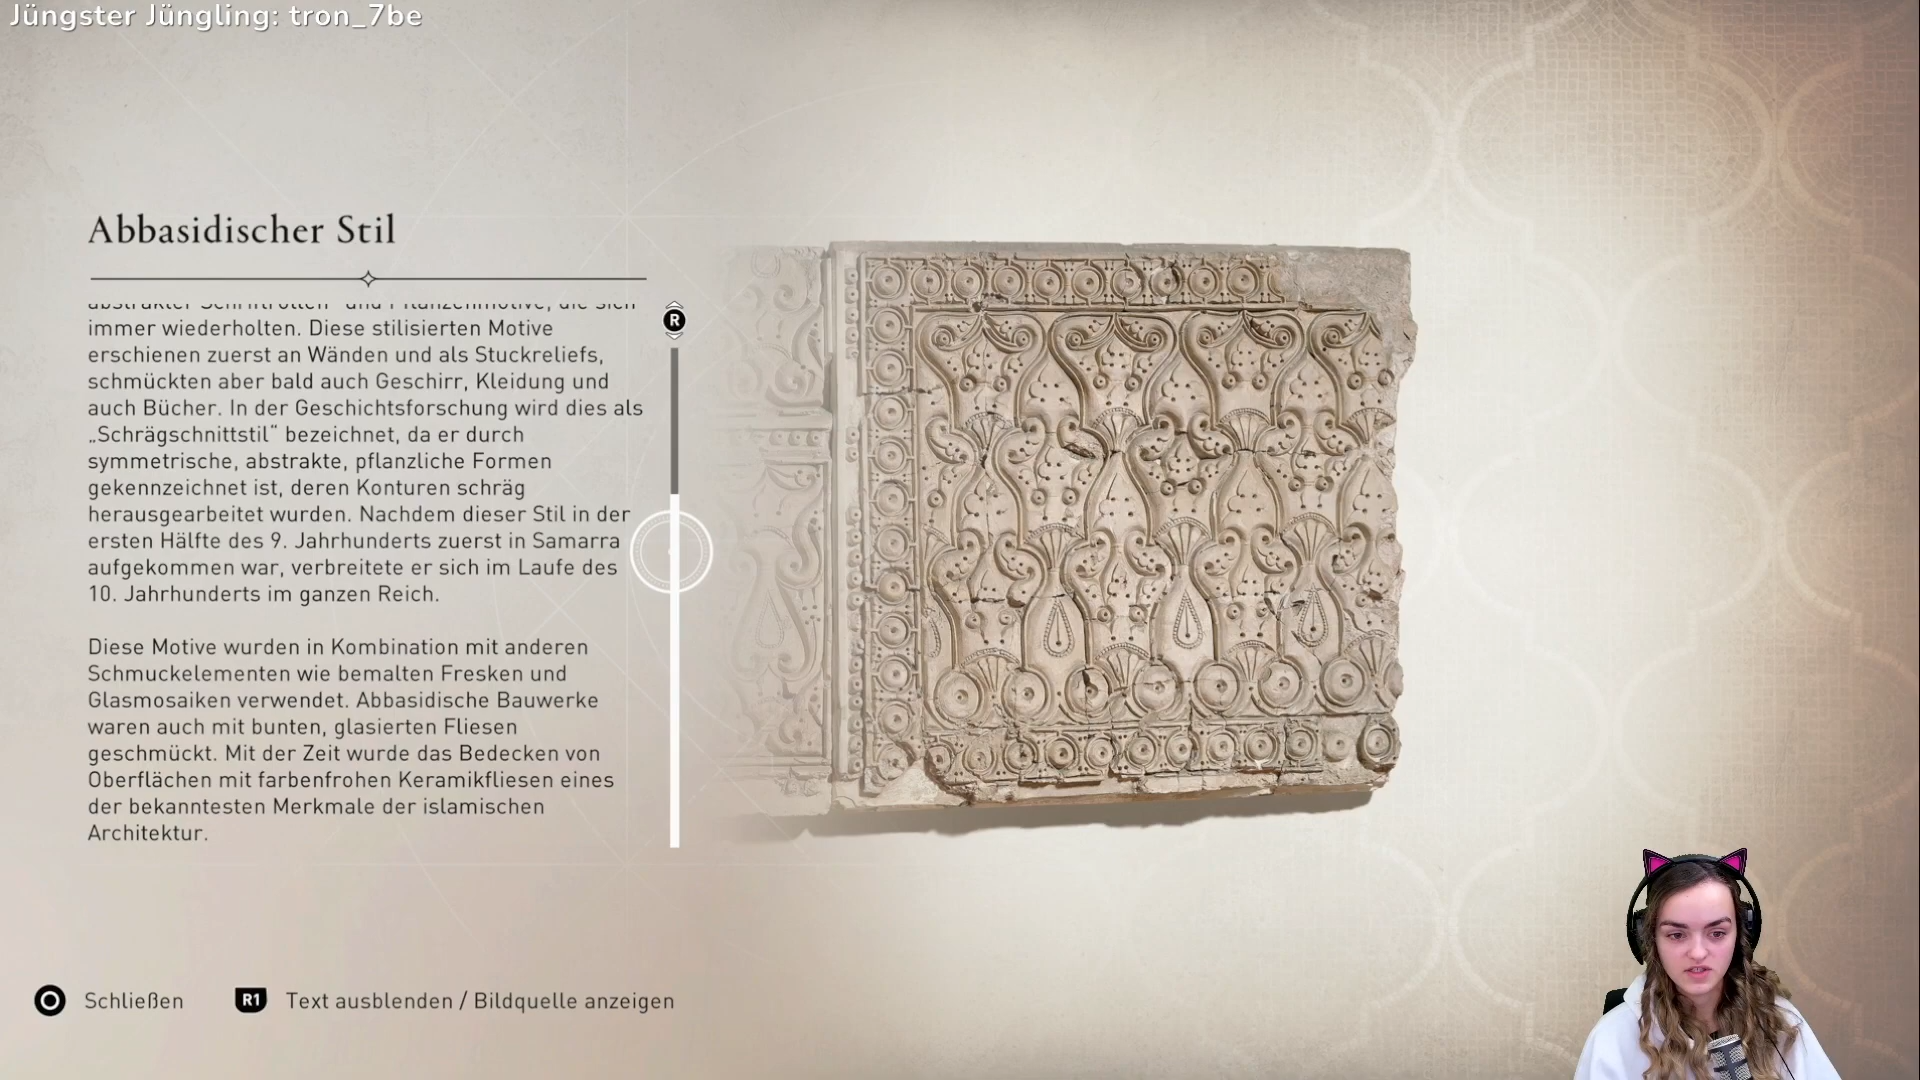 Jüngster Jüngling: tron_7be
Abbasidischer Stil
abstrakter Schriftrollen- und Pflanzenmotive, die sich
immer wiederholten. Diese stilisierten Motive
erschienen zuerst an Wänden und als Stuckreliefs,
schmückten aber bald auch Geschirr, Kleidung und
auch Bücher. In der Geschichtsforschung wird dies als
„Schrägschnittstil“ bezeichnet, da er durch
symmetrische, abstrakte, pflanzliche Formen
gekennzeichnet ist, deren Konturen schräg
herausgearbeitet wurden. Nachdem dieser Stil in der
ersten Hälfte des 9. Jahrhunderts zuerst in Samarra
aufgekommen war, verbreitete er sich im Laufe des
10. Jahrhunderts im ganzen Reich.
Diese Motive wurden in Kombination mit anderen
Schmuckelementen wie bemalten Fresken und
Glasmosaiken verwendet. Abbasidische Bauwerke
waren auch mit bunten, glasierten Fliesen
geschmückt. Mit der Zeit wurde das Bedecken von
Oberflächen mit farbenfrohen Keramikfliesen eines
der bekanntesten Merkmale der islamischen
Architektur.
R
Schließen
R1 Text ausblenden / Bildquelle anzeigen